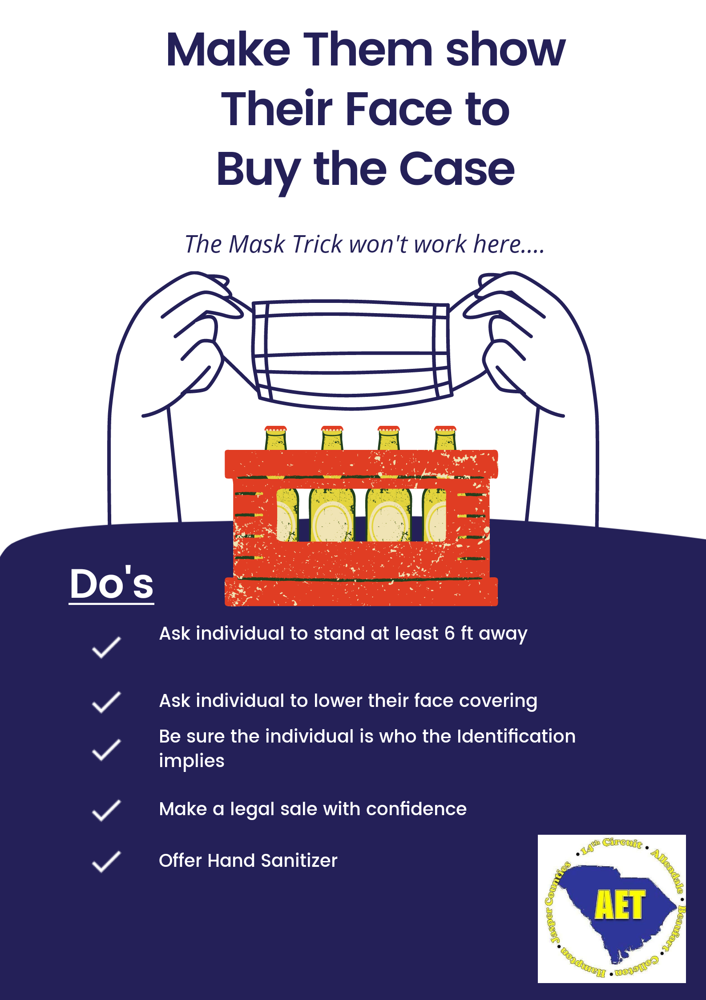 Make Them show
Their Face to
Buy the Case
The Mask Trick won't work here....
Do's
Ask individual to stand at least 6 ft away
Ask individual to lower their face covering
Be sure the individual is who the Identification
implies
Make a legal sale with confidence
Offer Hand Sanitizer
• 14th Circuit • Allendale • Beaufort • Colleton • Hampton • Jasper Counties
AET